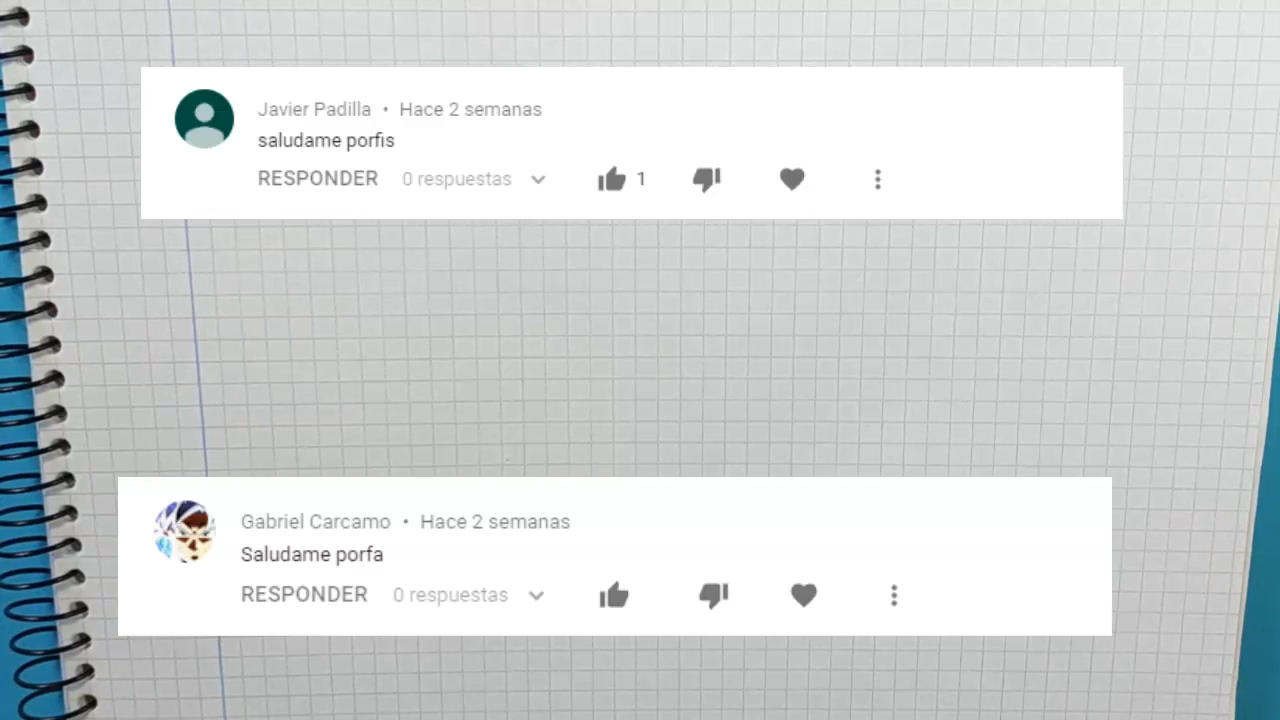 Javier Padilla • Hace 2 semanas
saludame porfis
RESPONDER 0 respuestas 1
Gabriel Carcamo • Hace 2 semanas
Saludame porfa
RESPONDER 0 respuestas